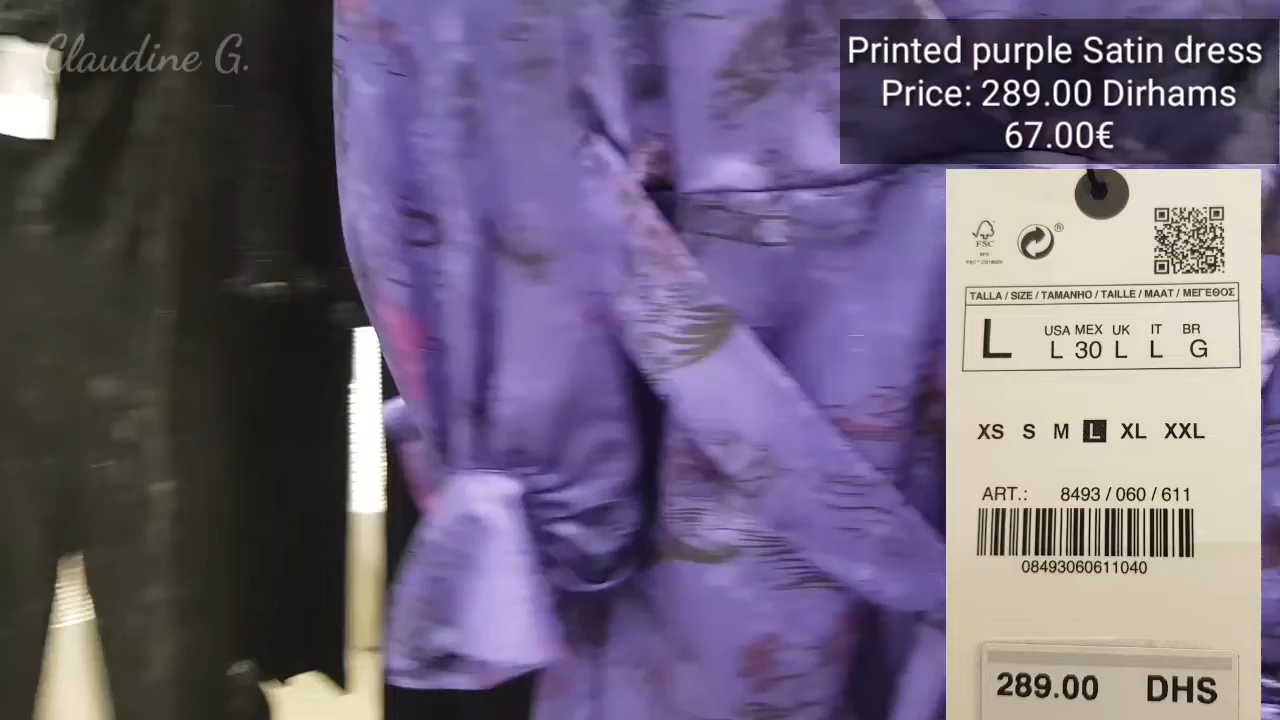 Claudine G.
Printed purple Satin dress
Price: 289.00 Dirhams
67.00€
FSC
MIX
®
TALLA / SIZE / TAMANHO / TAILLE / MAAT / ΜΕΓΕΘΟΣ
L
USA MEX UK IT BR
L 30 L L G
XS S M L XL XXL
ART.: 8493 / 060 / 611
08493060611040
289.00 DHS